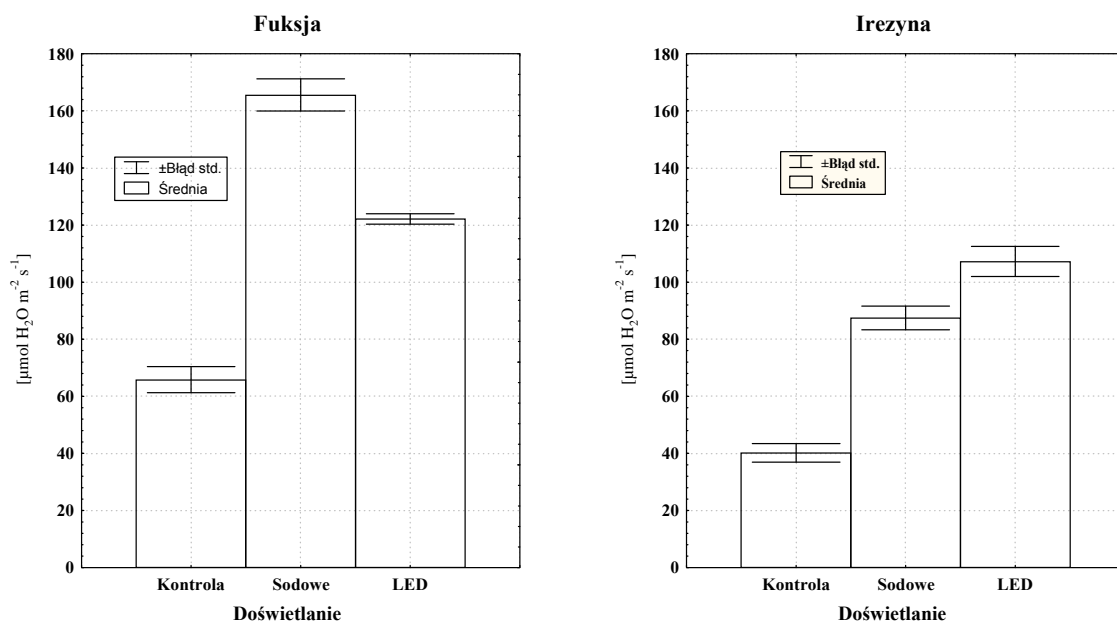 Fuksja
180
160
140
120
100
80
60
40
20
0
[µmol H₂O m⁻² s⁻¹]
±Błąd std.
Średnia
Kontrola Sodowe LED
Doświetlanie
Irezyna
180
160
140
120
100
80
60
40
20
0
[µmol H₂O m⁻² s⁻¹]
±Błąd std.
Średnia
Kontrola Sodowe LED
Doświetlanie